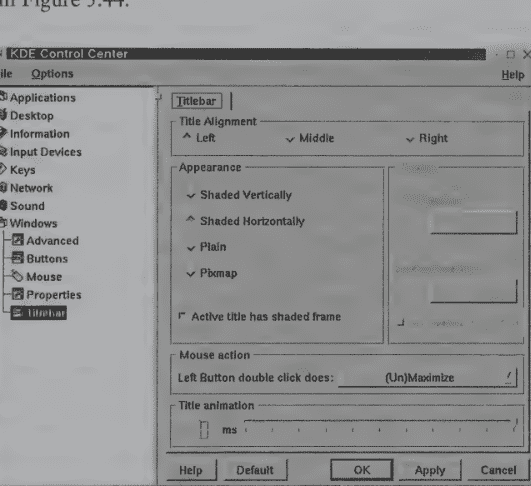 in Figure 5.44.
KDE Control Center
File Options Help
Applications
Desktop
Information
Input Devices
Keys
Network
Sound
Windows
Advanced
Buttons
Mouse
Properties
Titlebar
Titlebar
Title Alignment
Left Middle Right
Appearance
Shaded Vertically
Shaded Horizontally
Plain
Pixmap
Active title has shaded frame
Mouse action
Left Button double click does: (Un)Maximize
Title animation
ms
Help Default OK Apply Cancel